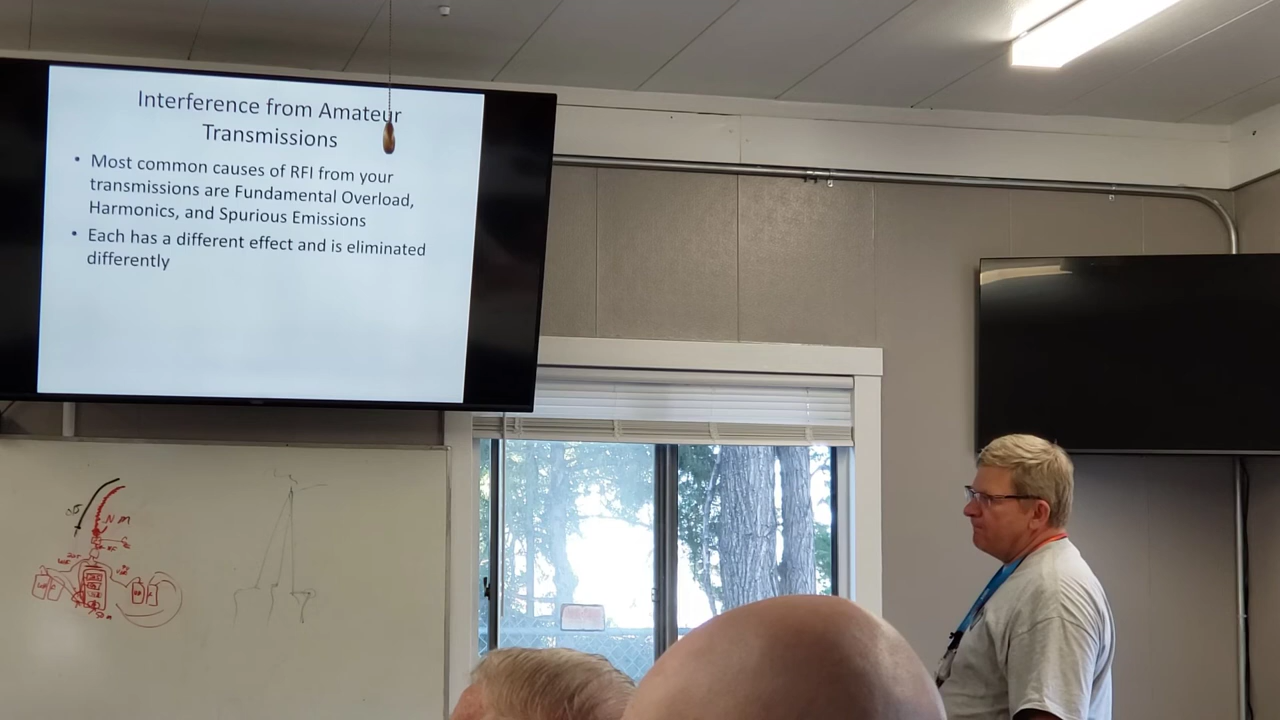 Interference from Amateur
Transmissions
• Most common causes of RFI from your
transmissions are Fundamental Overload,
Harmonics, and Spurious Emissions
• Each has a different effect and is eliminated
differently